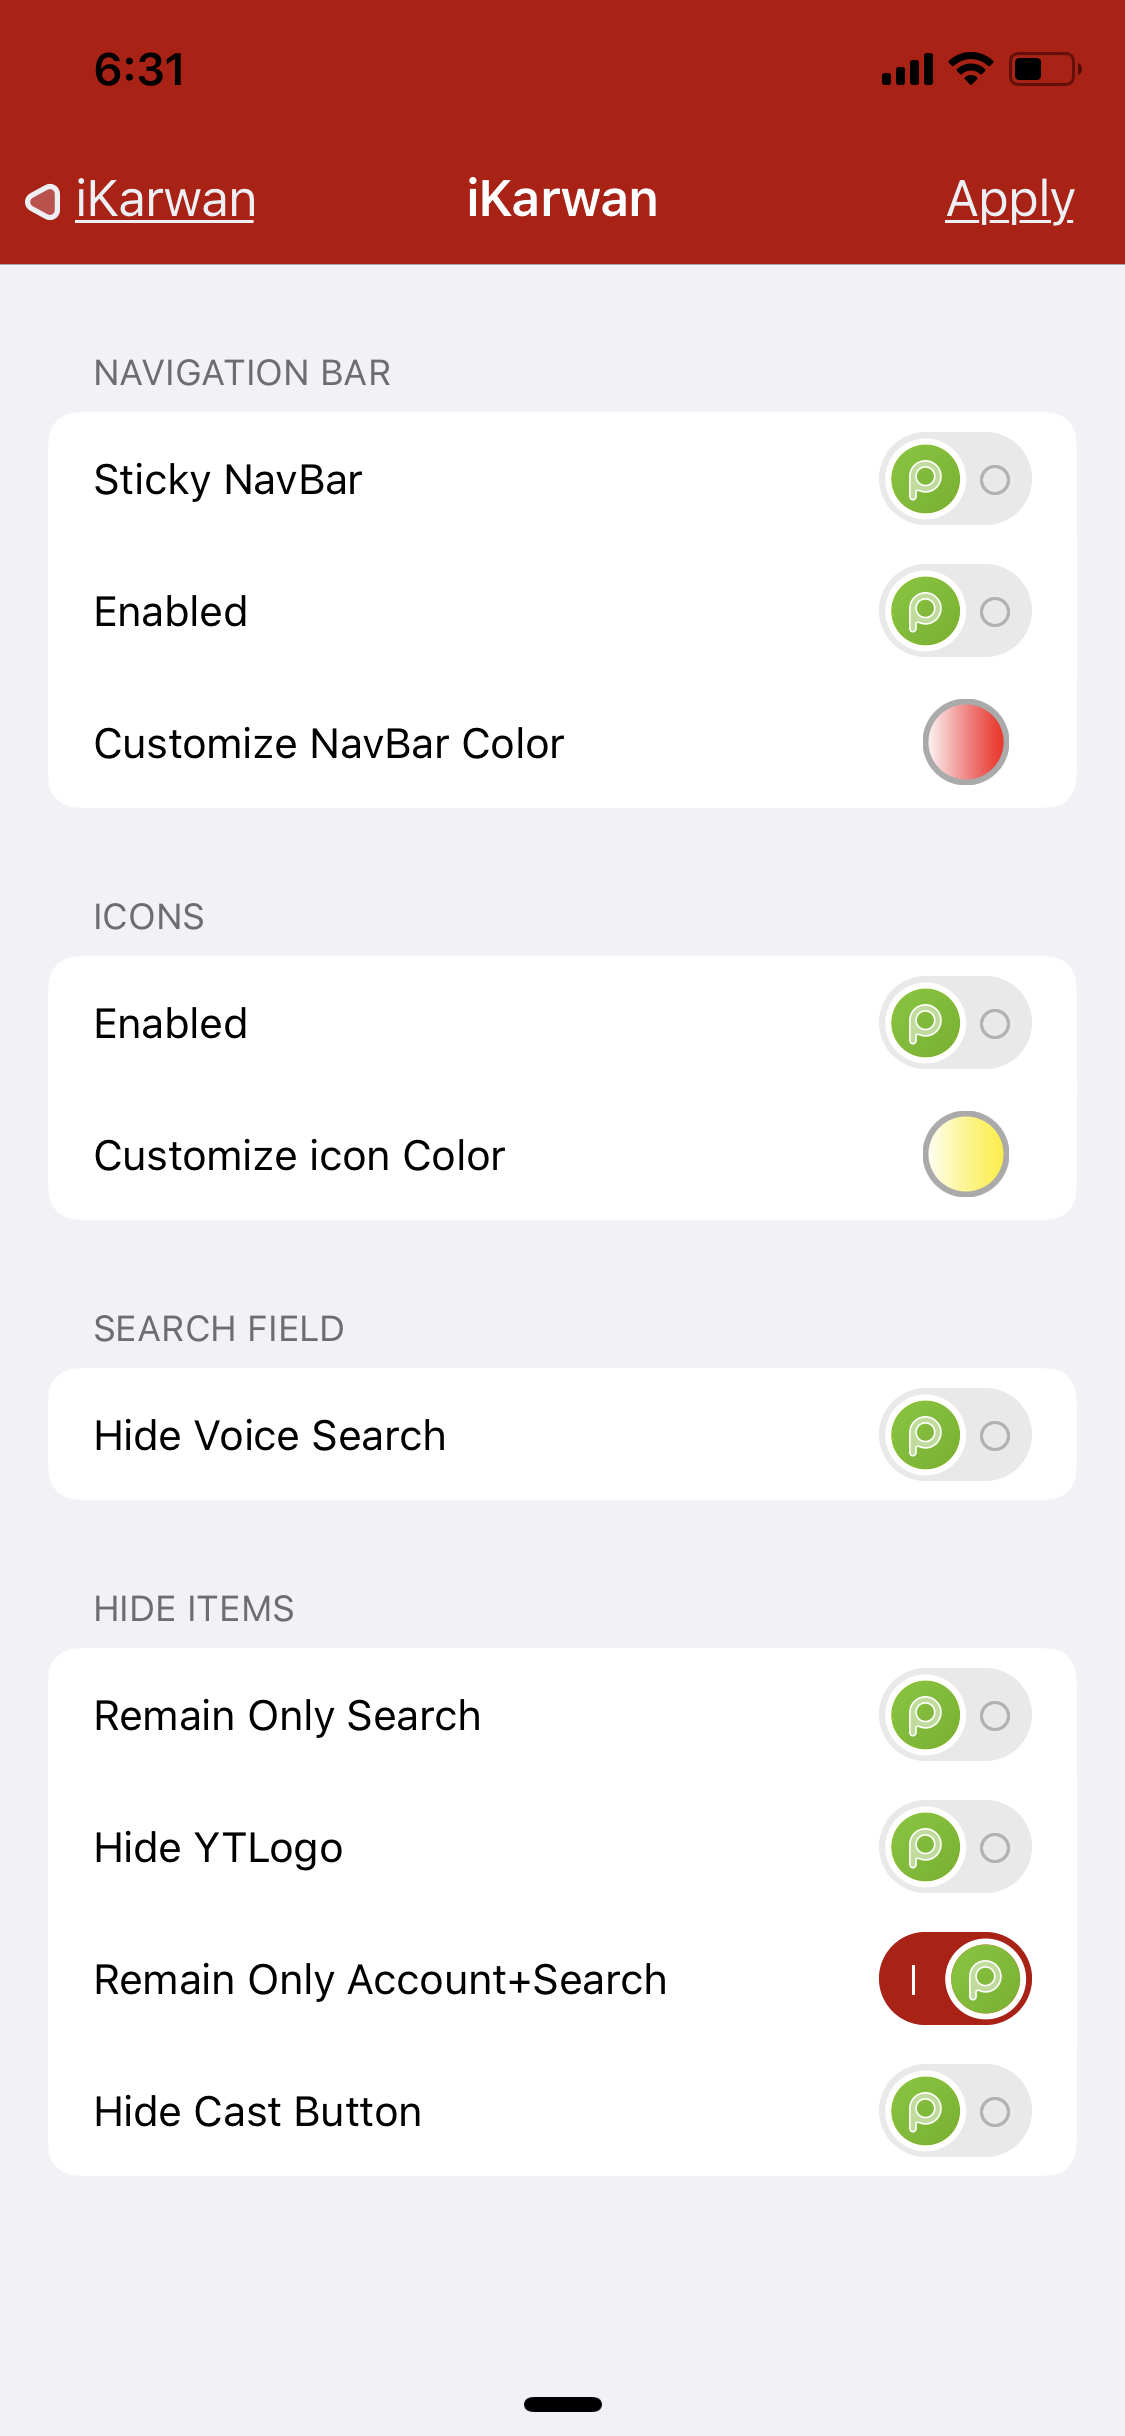 6:31
iKarwan
iKarwan
Apply
NAVIGATION BAR
Sticky NavBar
Enabled
Customize NavBar Color
ICONS
Enabled
Customize icon Color
SEARCH FIELD
Hide Voice Search
HIDE ITEMS
Remain Only Search
Hide YTLogo
Remain Only Account+Search
Hide Cast Button